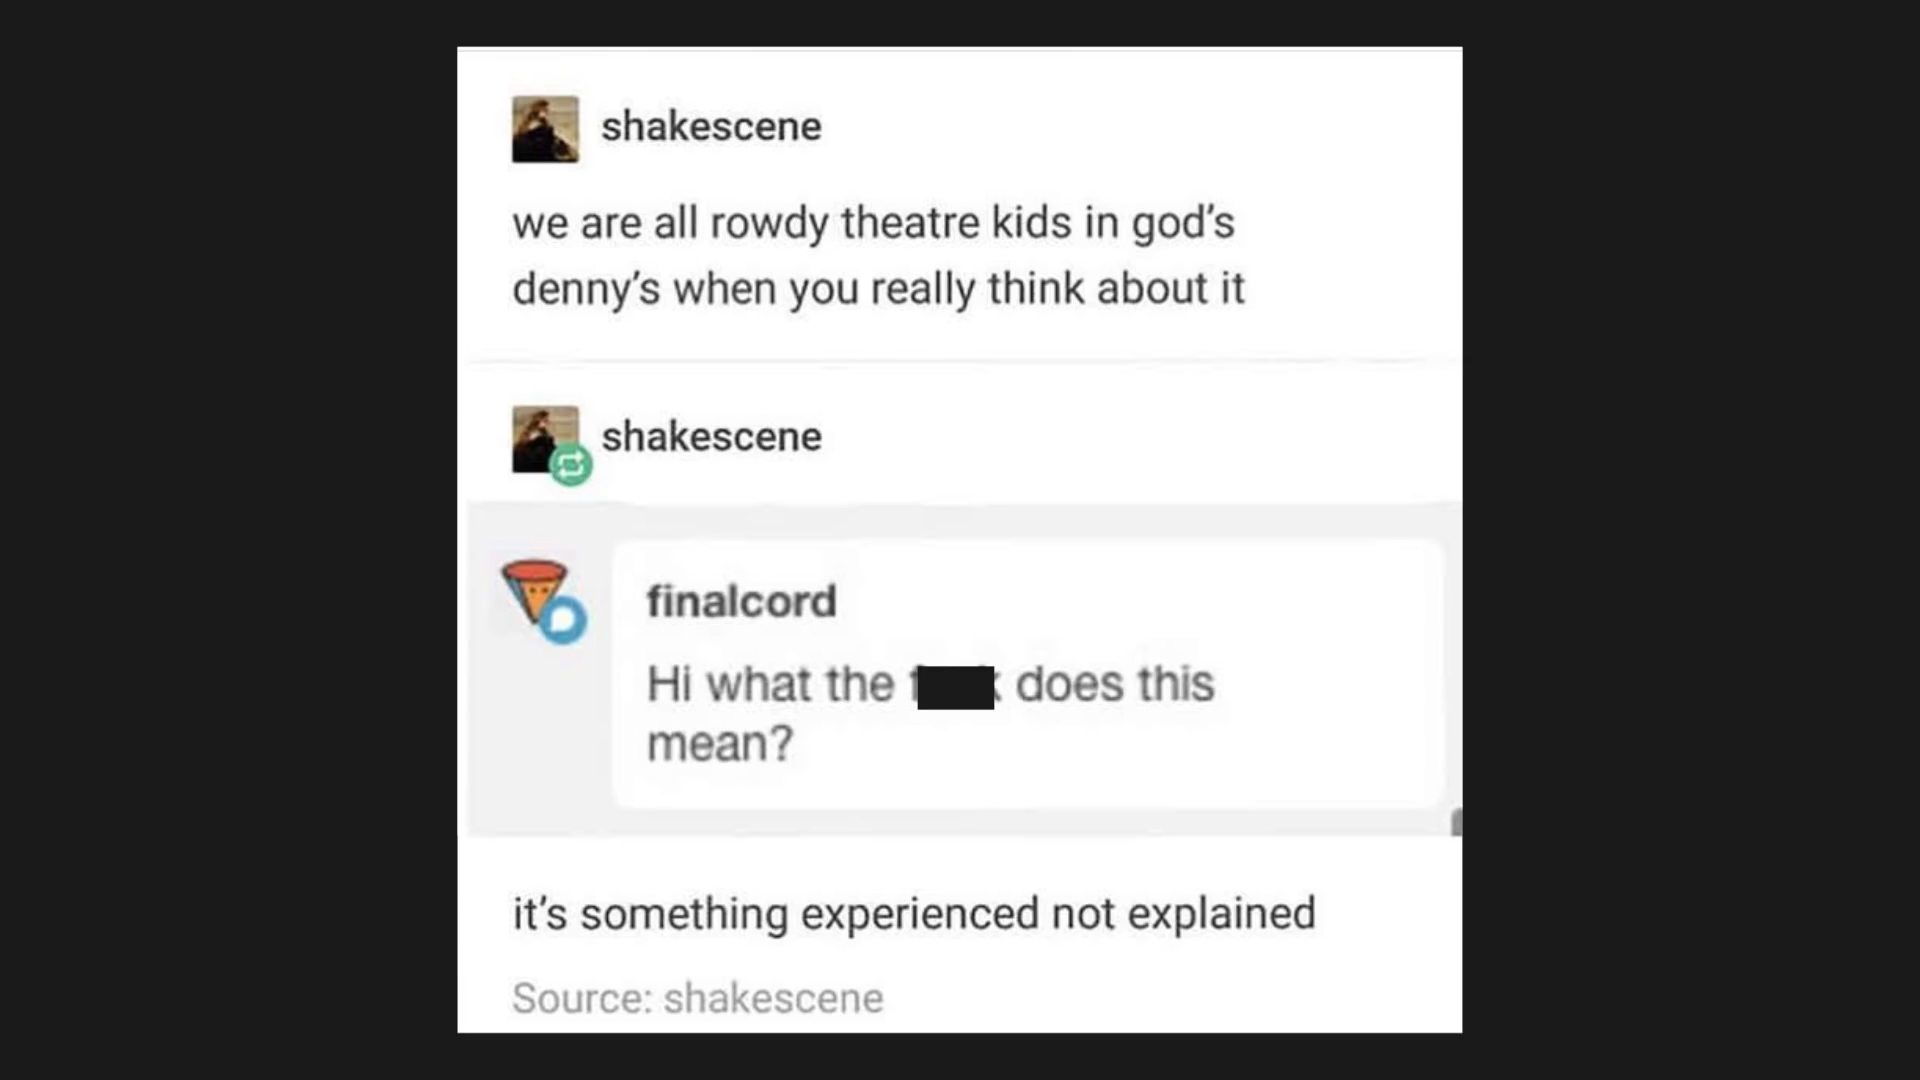 shakescene
we are all rowdy theatre kids in god's
denny's when you really think about it
shakescene
finalcord
Hi what the does this
mean?
it's something experienced not explained
Source: shakescene